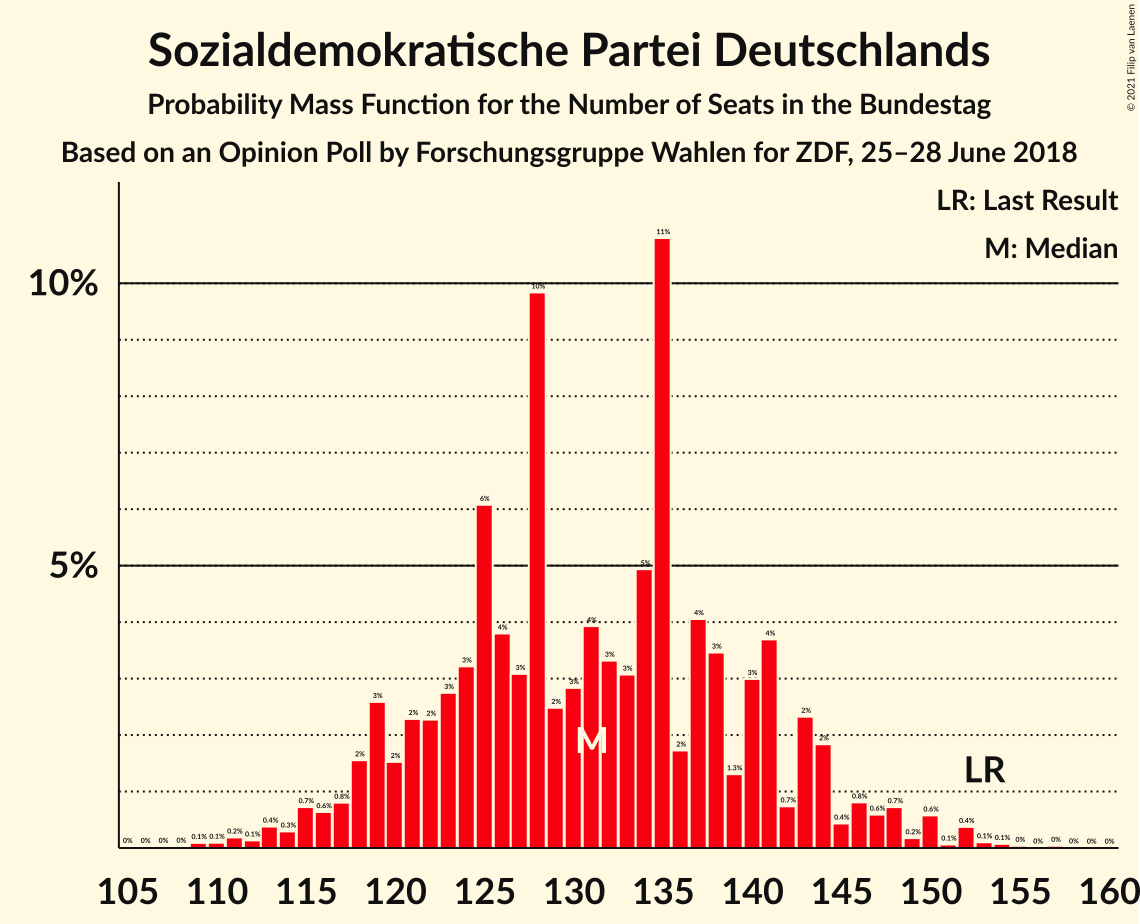 Sozialdemokratische Partei Deutschlands
Probability Mass Function for the Number of Seats in the Bundestag
Based on an Opinion Poll by Forschungsgruppe Wahlen for ZDF, 25–28 June 2018
© 2021 Filip van Laenen
LR: Last Result
M: Median
10%
5%
0% 0% 0% 0% 0.1% 0.1% 0.2% 0.1% 0.4% 0.3% 0.7% 0.6% 0.8% 2% 3% 2% 2% 2% 3% 3% 6% 4% 3% 10% 2% 3% 4% 3% 3% 5% 11% 2% 4% 3% 1.3% 3% 4% 0.7% 2% 2% 0.4% 0.8% 0.6% 0.7% 0.2% 0.6% 0.1% 0.4% 0.1% 0.1% 0% 0% 0% 0% 0% 0%
M
LR
105 110 115 120 125 130 135 140 145 150 155 160